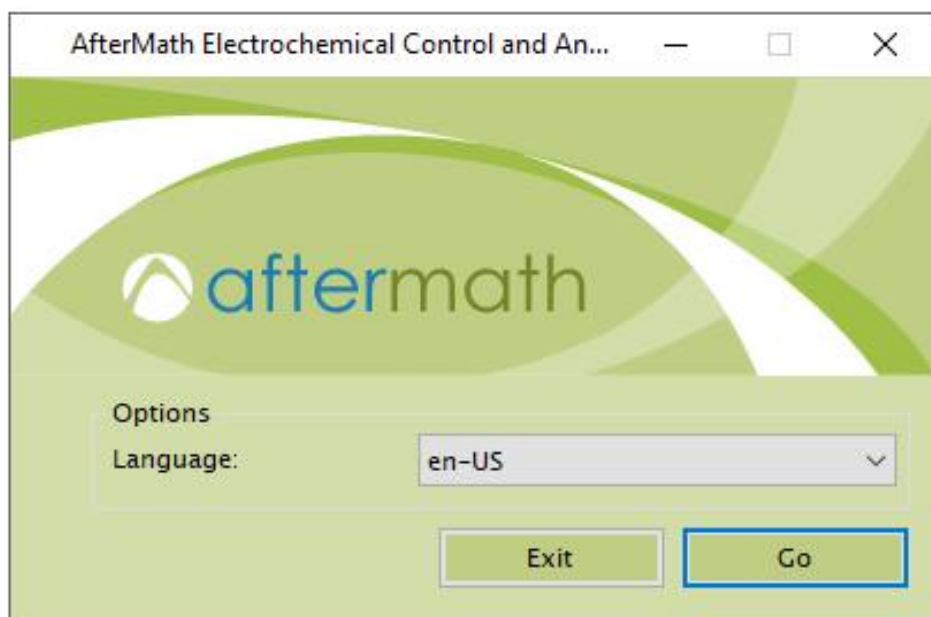 AfterMath Electrochemical Control and An...
aftermath
Options
Language:
en-US
Exit
Go